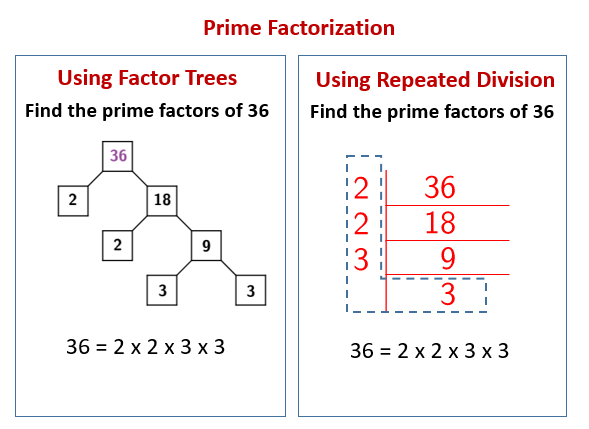 Prime Factorization
Using Factor Trees
Find the prime factors of 36
36
2 18
2 9
3 3
36 = 2 x 2 x 3 x 3
Using Repeated Division
Find the prime factors of 36
2 36
2 18
3 9
3
36 = 2 x 2 x 3 x 3